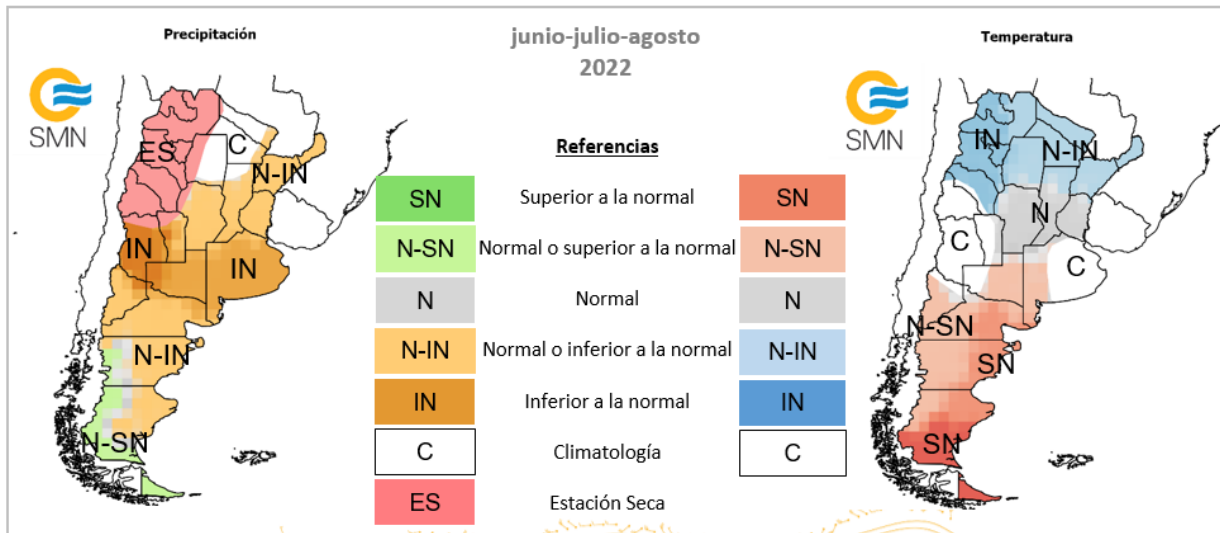 Precipitación
junio-julio-agosto
2022
Temperatura
SMN
ES
C
N-IN
IN
IN
N-IN
N-SN
Referencias
SN Superior a la normal SN
N-SN Normal o superior a la normal N-SN
N Normal N
N-IN Normal o inferior a la normal N-IN
IN Inferior a la normal IN
C Climatología C
ES Estación Seca
SMN
IN
N-IN
N
C
C
N-SN
SN
SN